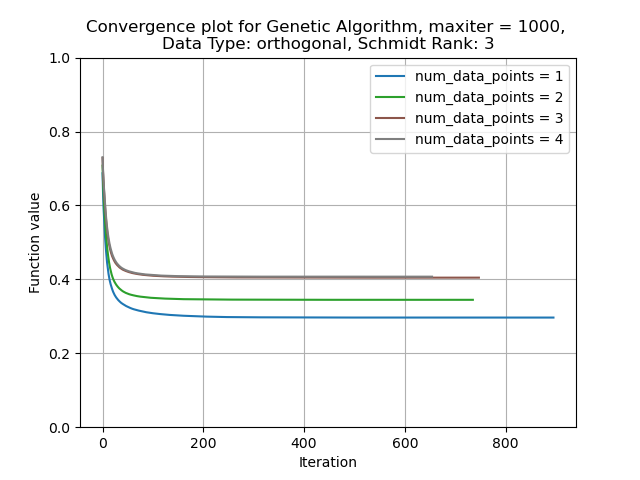 Convergence plot for Genetic Algorithm, maxiter = 1000,
Data Type: orthogonal, Schmidt Rank: 3
num_data_points = 1
num_data_points = 2
num_data_points = 3
num_data_points = 4
Function value
1.0
0.8
0.6
0.4
0.2
0.0
0 200 400 600 800
Iteration